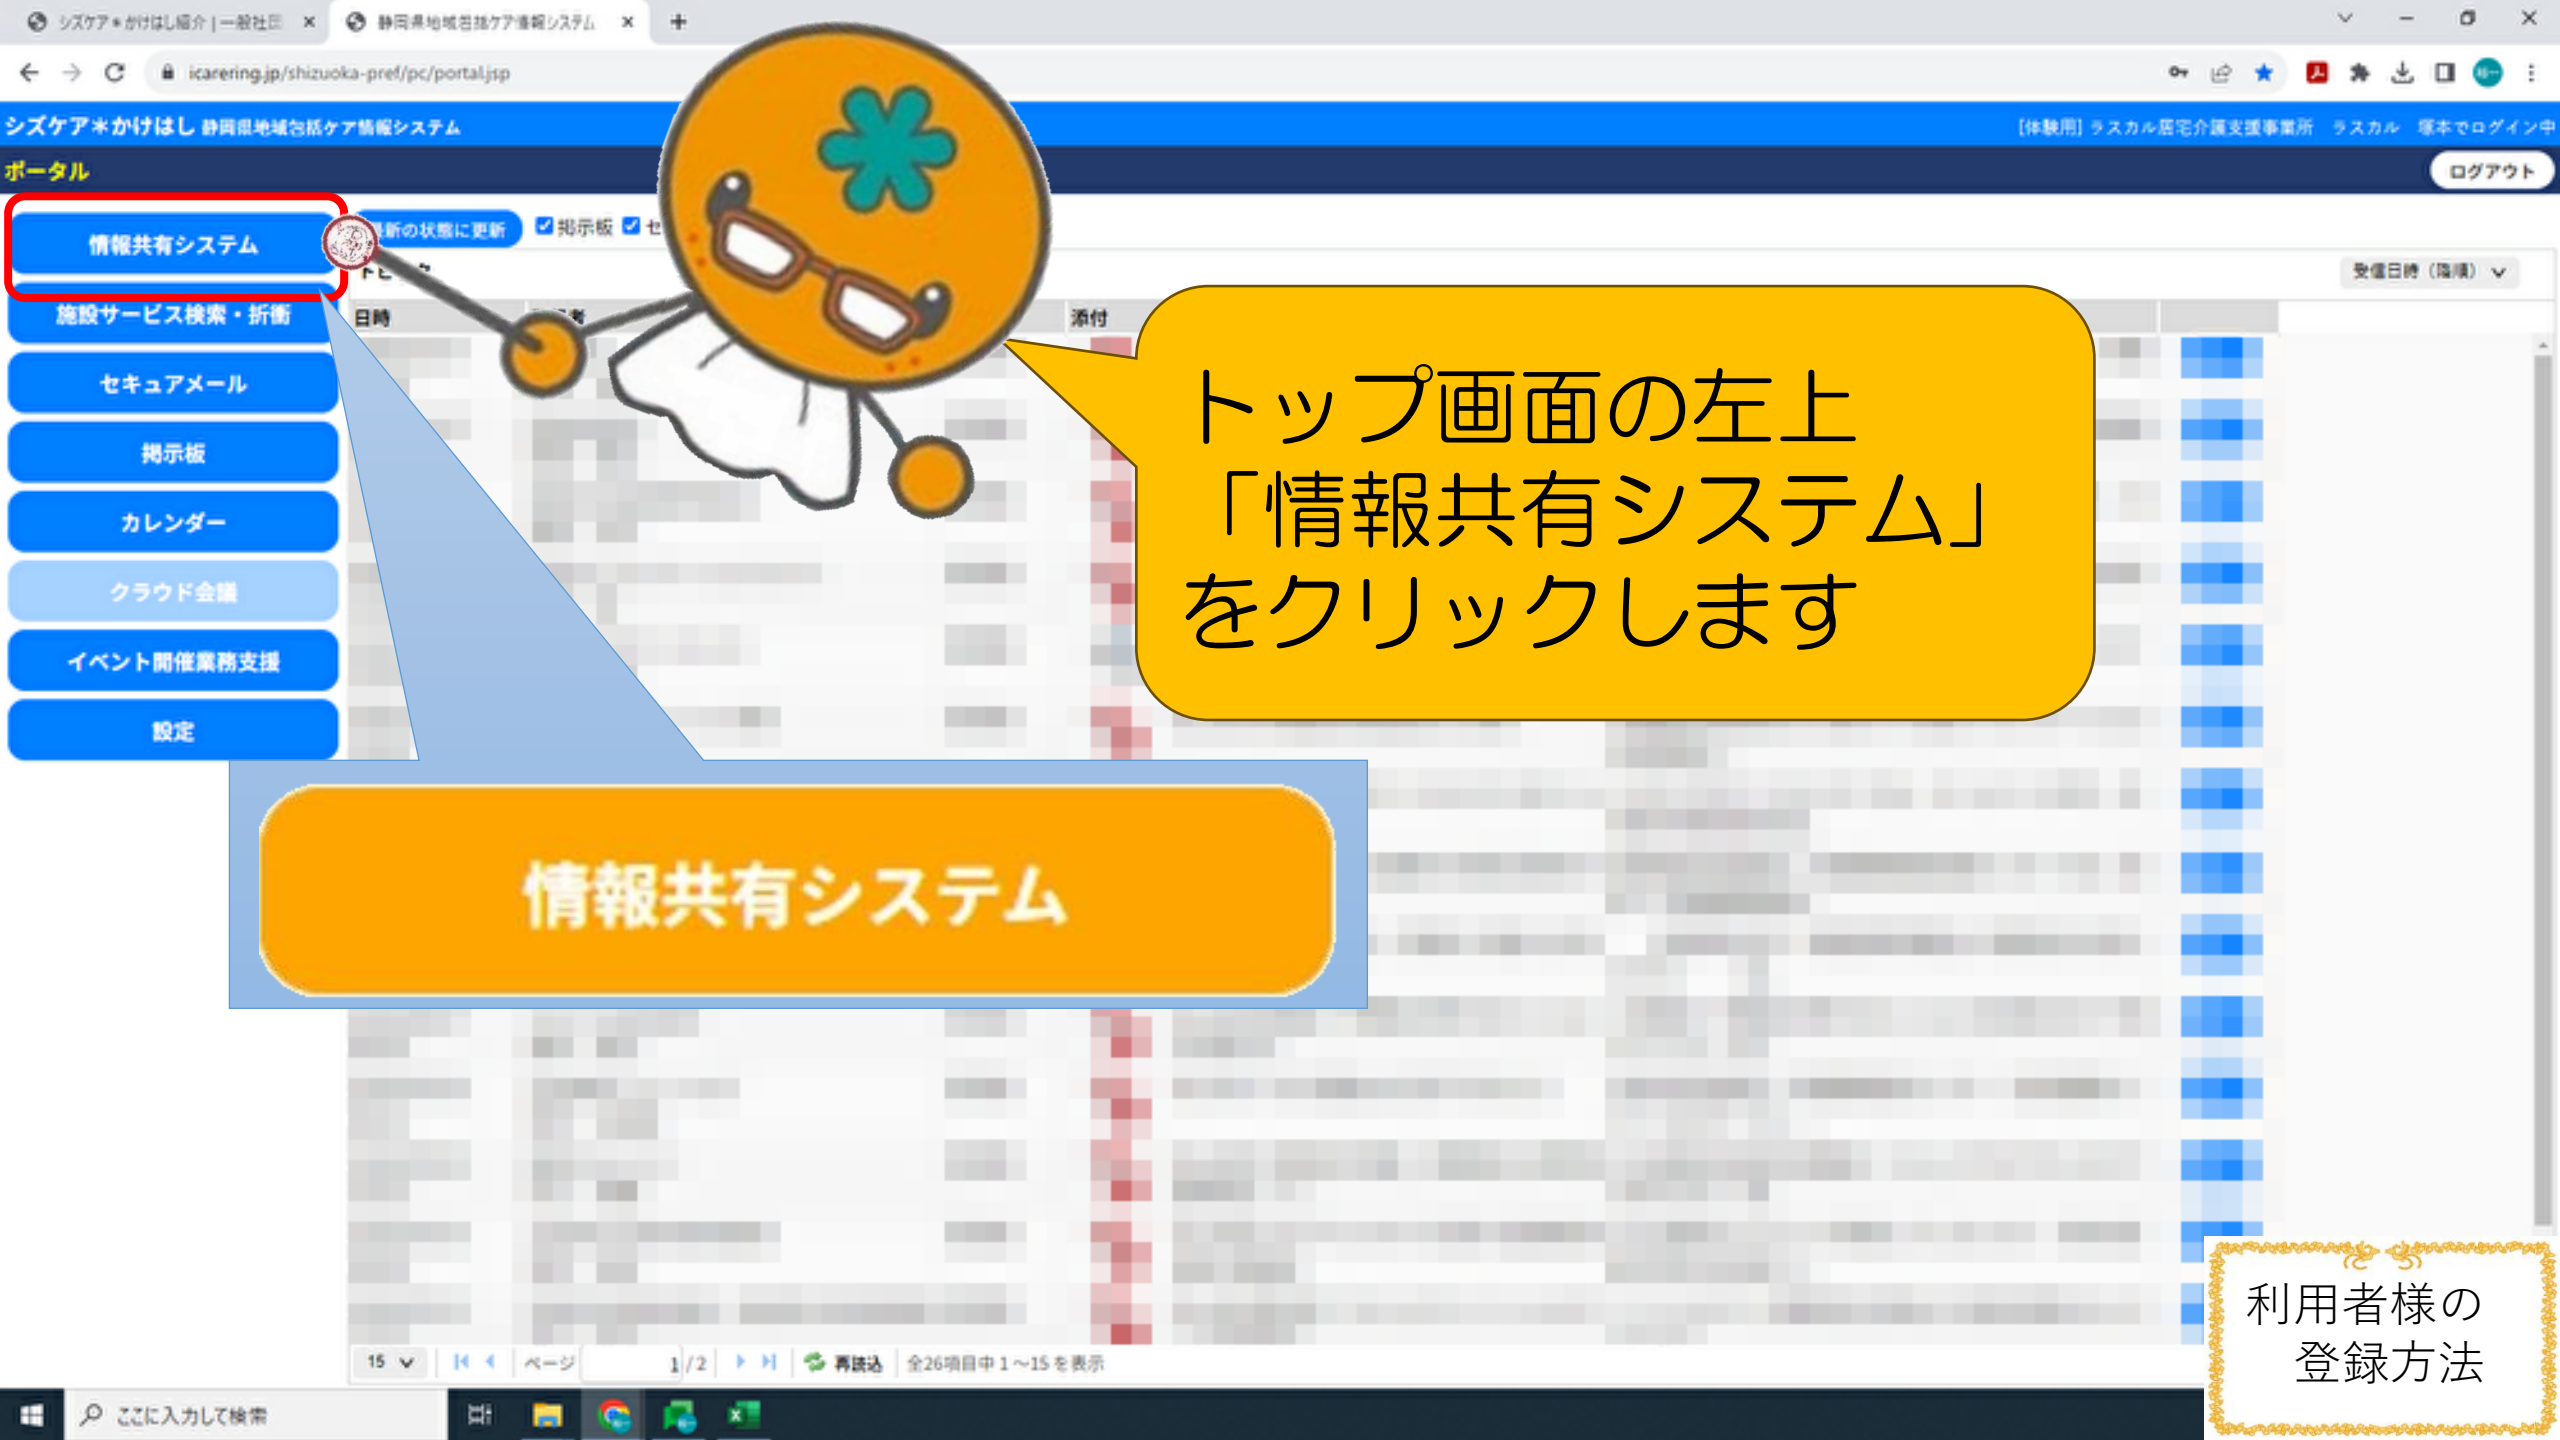 シズケア*かけはし紹介 | 一般社団
静岡県地域包括ケア情報システム
icarering.jp/shizuoka-pref/pc/portal.jsp
シズケア*かけはし 静岡県地域包括ケア情報システム
[体験用] ラスカル居宅介護支援事業所 ラスカル 塚本でログイン中
ポータル
ログアウト
情報共有システム
新の状態に更新
掲示板
セ
受信日時（降順）
施設サービス検索・折衝
日時
添付
セキュアメール
掲示板
カレンダー
クラウド会議
イベント開催業務支援
設定
トップ画面の左上
「情報共有システム」
をクリックします
情報共有システム
15
ページ
1 / 2
再読込
全26項目中 1 ～15 を表示
利用者様の
登録方法
ここに入力して検索